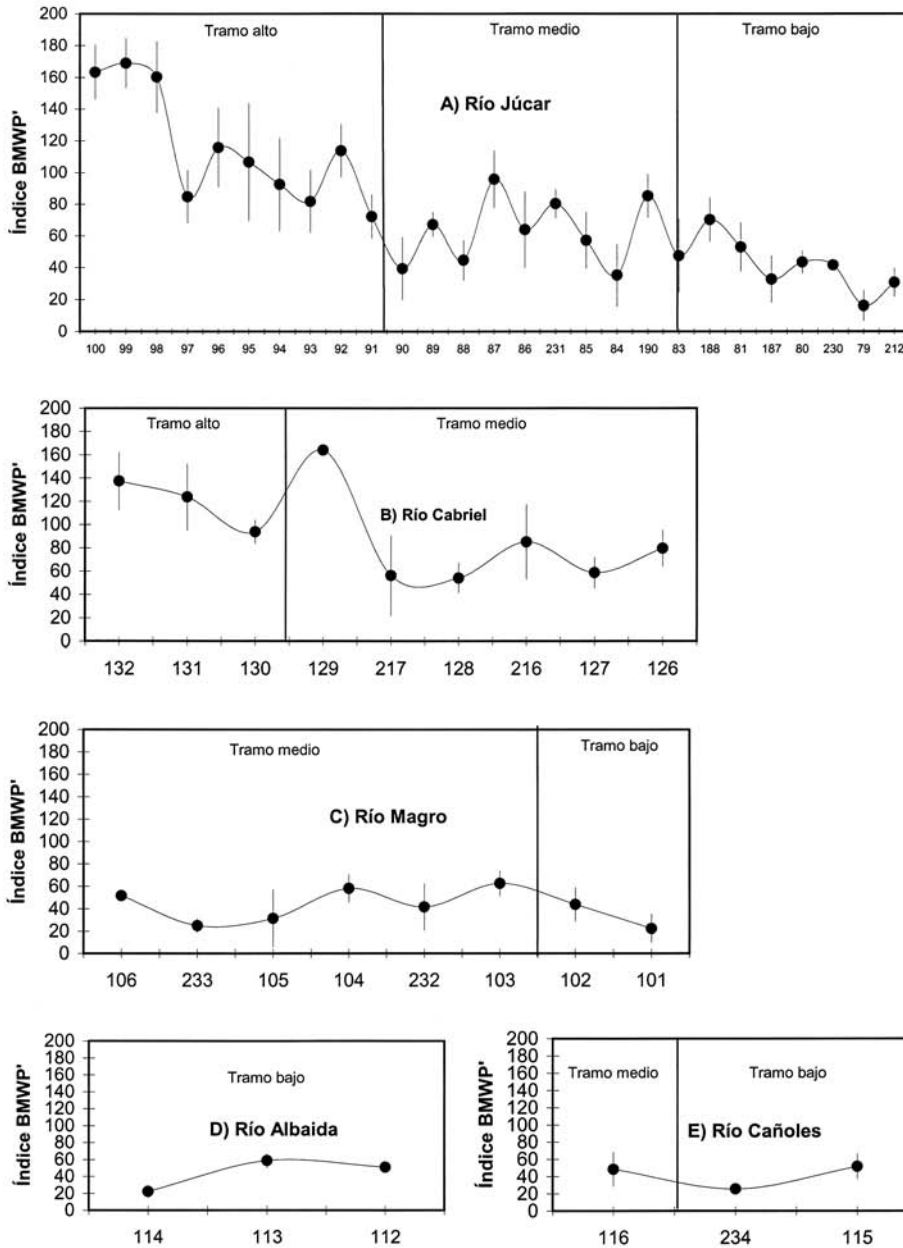 Tramo alto
Tramo medio
Tramo bajo
A) Río Júcar
Índice BMWP'
200
180
160
140
120
100
80
60
40
20
0
100 99 98 97 96 95 94 93 92 91 90 89 88 87 86 231 85 84 190 83 188 81 187 80 230 79 212
Tramo alto
Tramo medio
B) Río Cabriel
Índice BMWP'
200
180
160
140
120
100
80
60
40
20
0
132 131 130 129 217 128 216 127 126
Tramo medio
Tramo bajo
C) Río Magro
Índice BMWP'
200
180
160
140
120
100
80
60
40
20
0
106 233 105 104 232 103 102 101
Tramo bajo
D) Río Albaida
Índice BMWP'
200
180
160
140
120
100
80
60
40
20
0
114 113 112
Tramo medio
Tramo bajo
E) Río Cañoles
Índice BMWP'
200
180
160
140
120
100
80
60
40
20
0
116 234 115